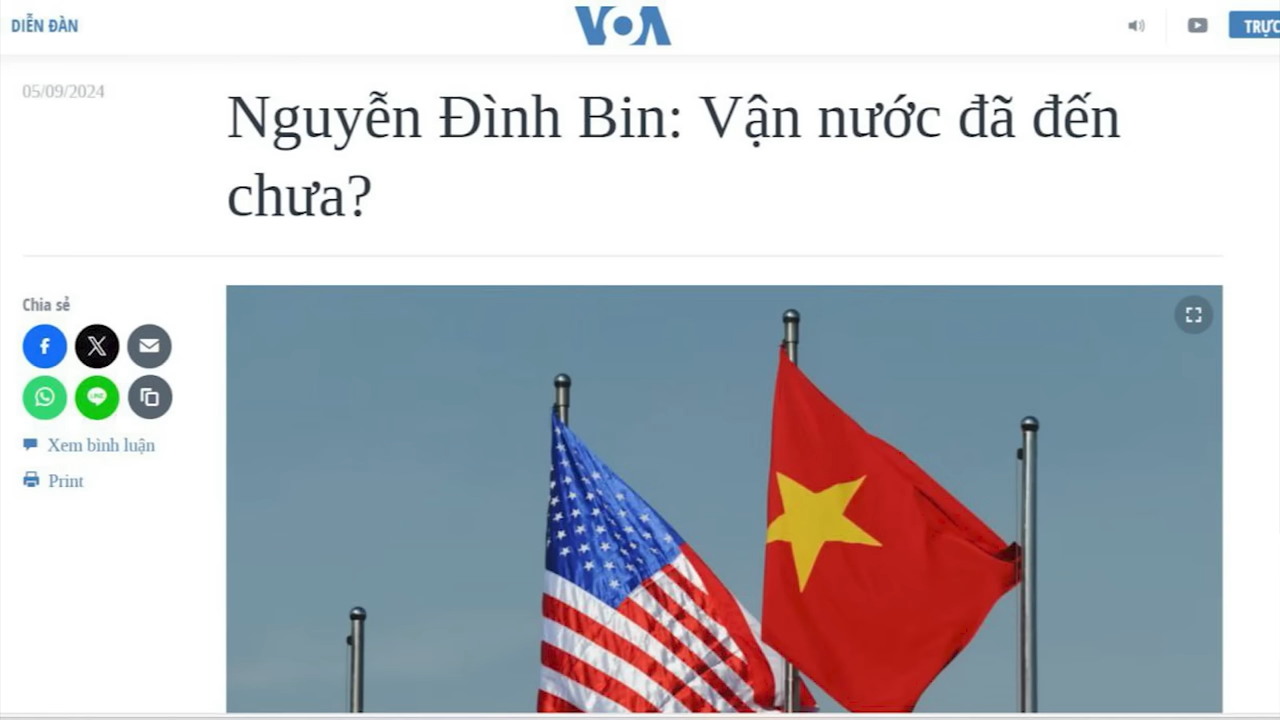 DIỄN ĐÀN
VOA
TRỰC
05/09/2024
Nguyễn Đình Bin: Vận nước đã đến
chưa?
Chia sẻ
LINE
Xem bình luận
Print